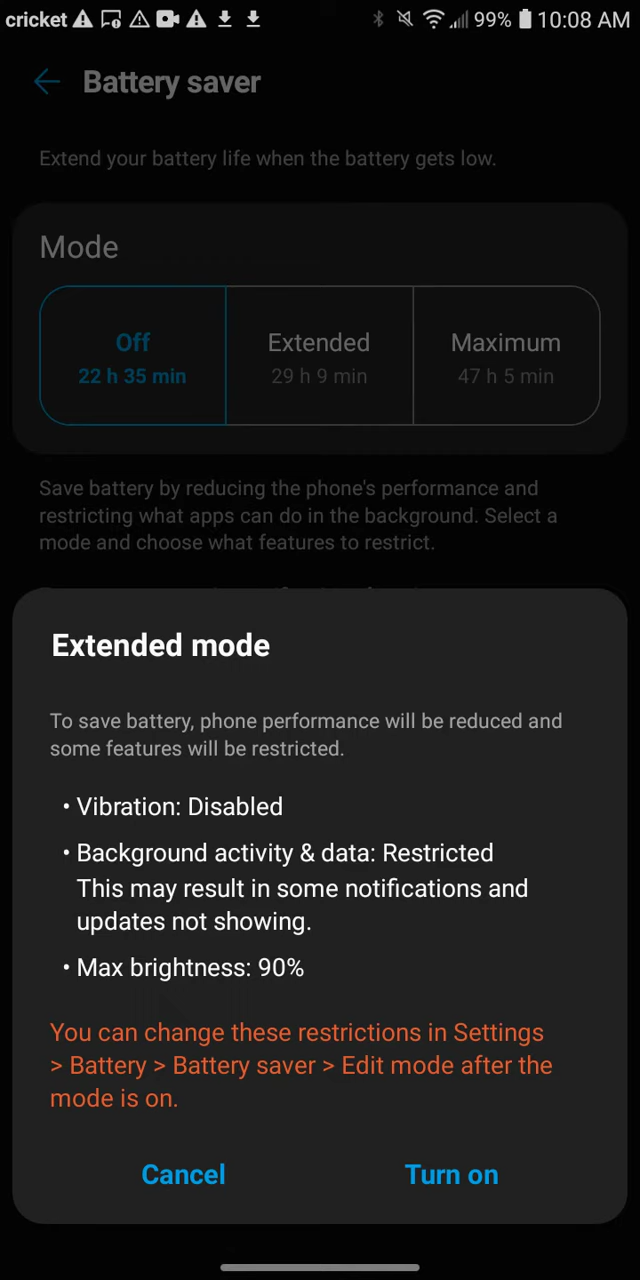 cricket 99% 10:08 AM
Battery saver
Extend your battery life when the battery gets low.
Mode
Off Extended Maximum
22 h 35 min 29 h 9 min 47 h 5 min
Save battery by reducing the phone's performance and
restricting what apps can do in the background. Select a
mode and choose what features to restrict.
Extended mode
To save battery, phone performance will be reduced and
some features will be restricted.
• Vibration: Disabled
• Background activity & data: Restricted
This may result in some notifications and
updates not showing.
• Max brightness: 90%
You can change these restrictions in Settings
> Battery > Battery saver > Edit mode after the
mode is on.
Cancel Turn on